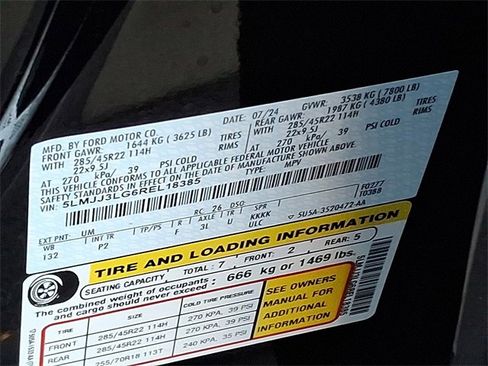 MFD. BY FORD MOTOR CO.
DATE: 07/24 GVWR: 3538 KG ( 7800 LB)
FRONT GAWR: 1644 KG ( 3625 LB) REAR GAWR: 1987 KG ( 4380 LB)
WITH 285/45R22 114H TIRES WITH 285/45R22 114H TIRES
22x9.5J RIMS 22x9.5J RIMS
AT 270 kPa/ 39 PSI COLD AT 270 kPa/ 39 PSI COLD
THIS VEHICLE CONFORMS TO ALL APPLICABLE FEDERAL MOTOR VEHICLE
SAFETY STANDARDS IN EFFECT ON THE DATE OF MANUFACTURE SHOWN ABOVE.
VIN: 5LMJJ3LG6REL18385 TYPE: MPV
F0277
T0388
EXT PNT: UM RC: 26 DSO:
WB INT TR TP/PS R AXLE TR SPR
132 P2 F 3L U KKKK
ULC SU5A-3520472-AA
TIRE AND LOADING INFORMATION
SEATING CAPACITY TOTAL: 7 FRONT: 2 REAR: 5
The combined weight of occupants and cargo should never exceed: 666 kg or 1469 lbs.
TIRE SIZE COLD TIRE PRESSURE
FRONT 285/45R22 114H 270 KPA, 39 PSI
REAR 285/45R22 114H 270 KPA, 39 PSI
255/70R18 113T 240 KPA, 35 PSI
SEE OWNERS
MANUAL FOR
ADDITIONAL
INFORMATION